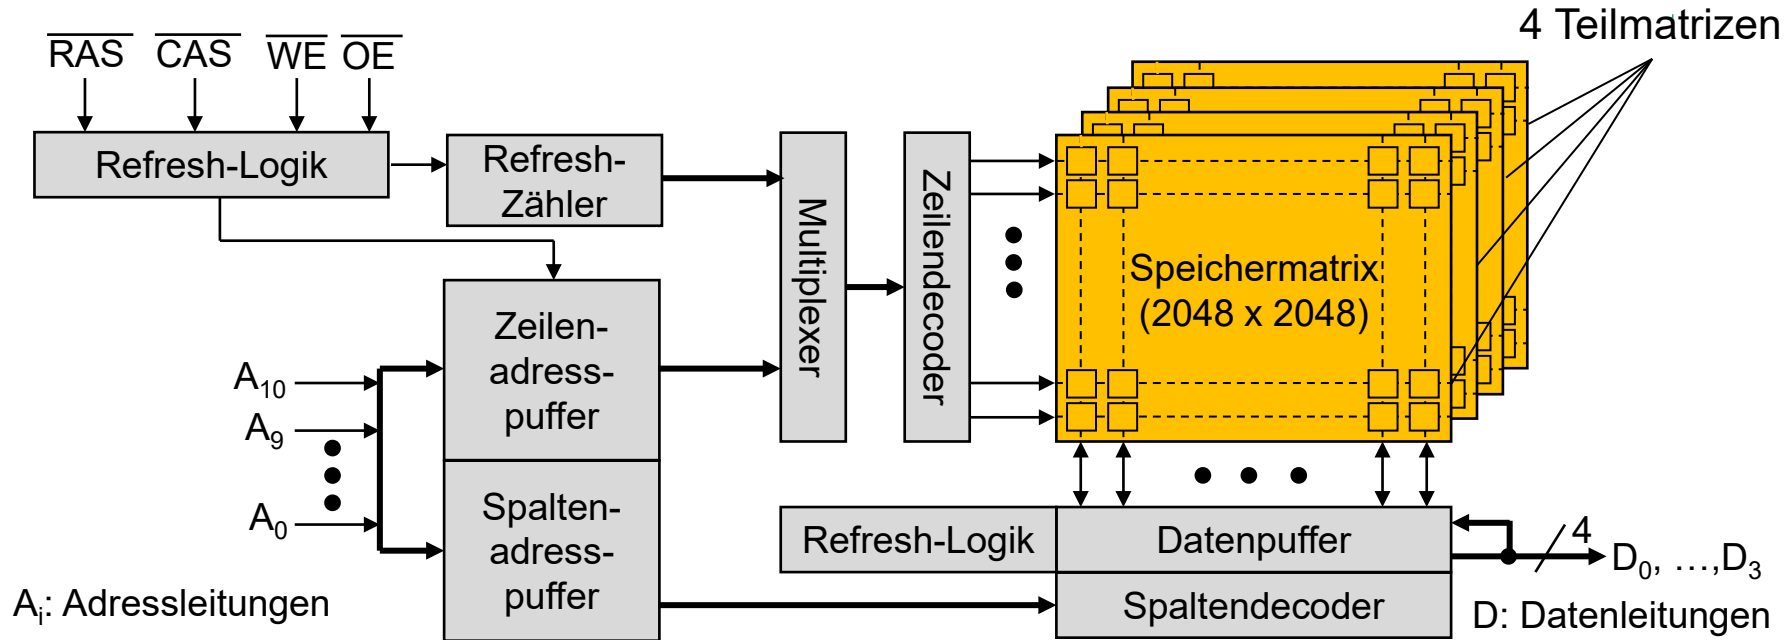 4 Teilmatrizen
RAS CAS WE OE
Refresh-Logik
Refresh-
Zähler
Multiplexer
Zeilendecoder
Speichermatrix
(2048 x 2048)
Zeilen-
adress-
puffer
A10
A9
A0
Spalten-
adress-
puffer
Refresh-Logik
Datenpuffer
4
D0, …,D3
Spaltendecoder
Ai: Adressleitungen
D: Datenleitungen